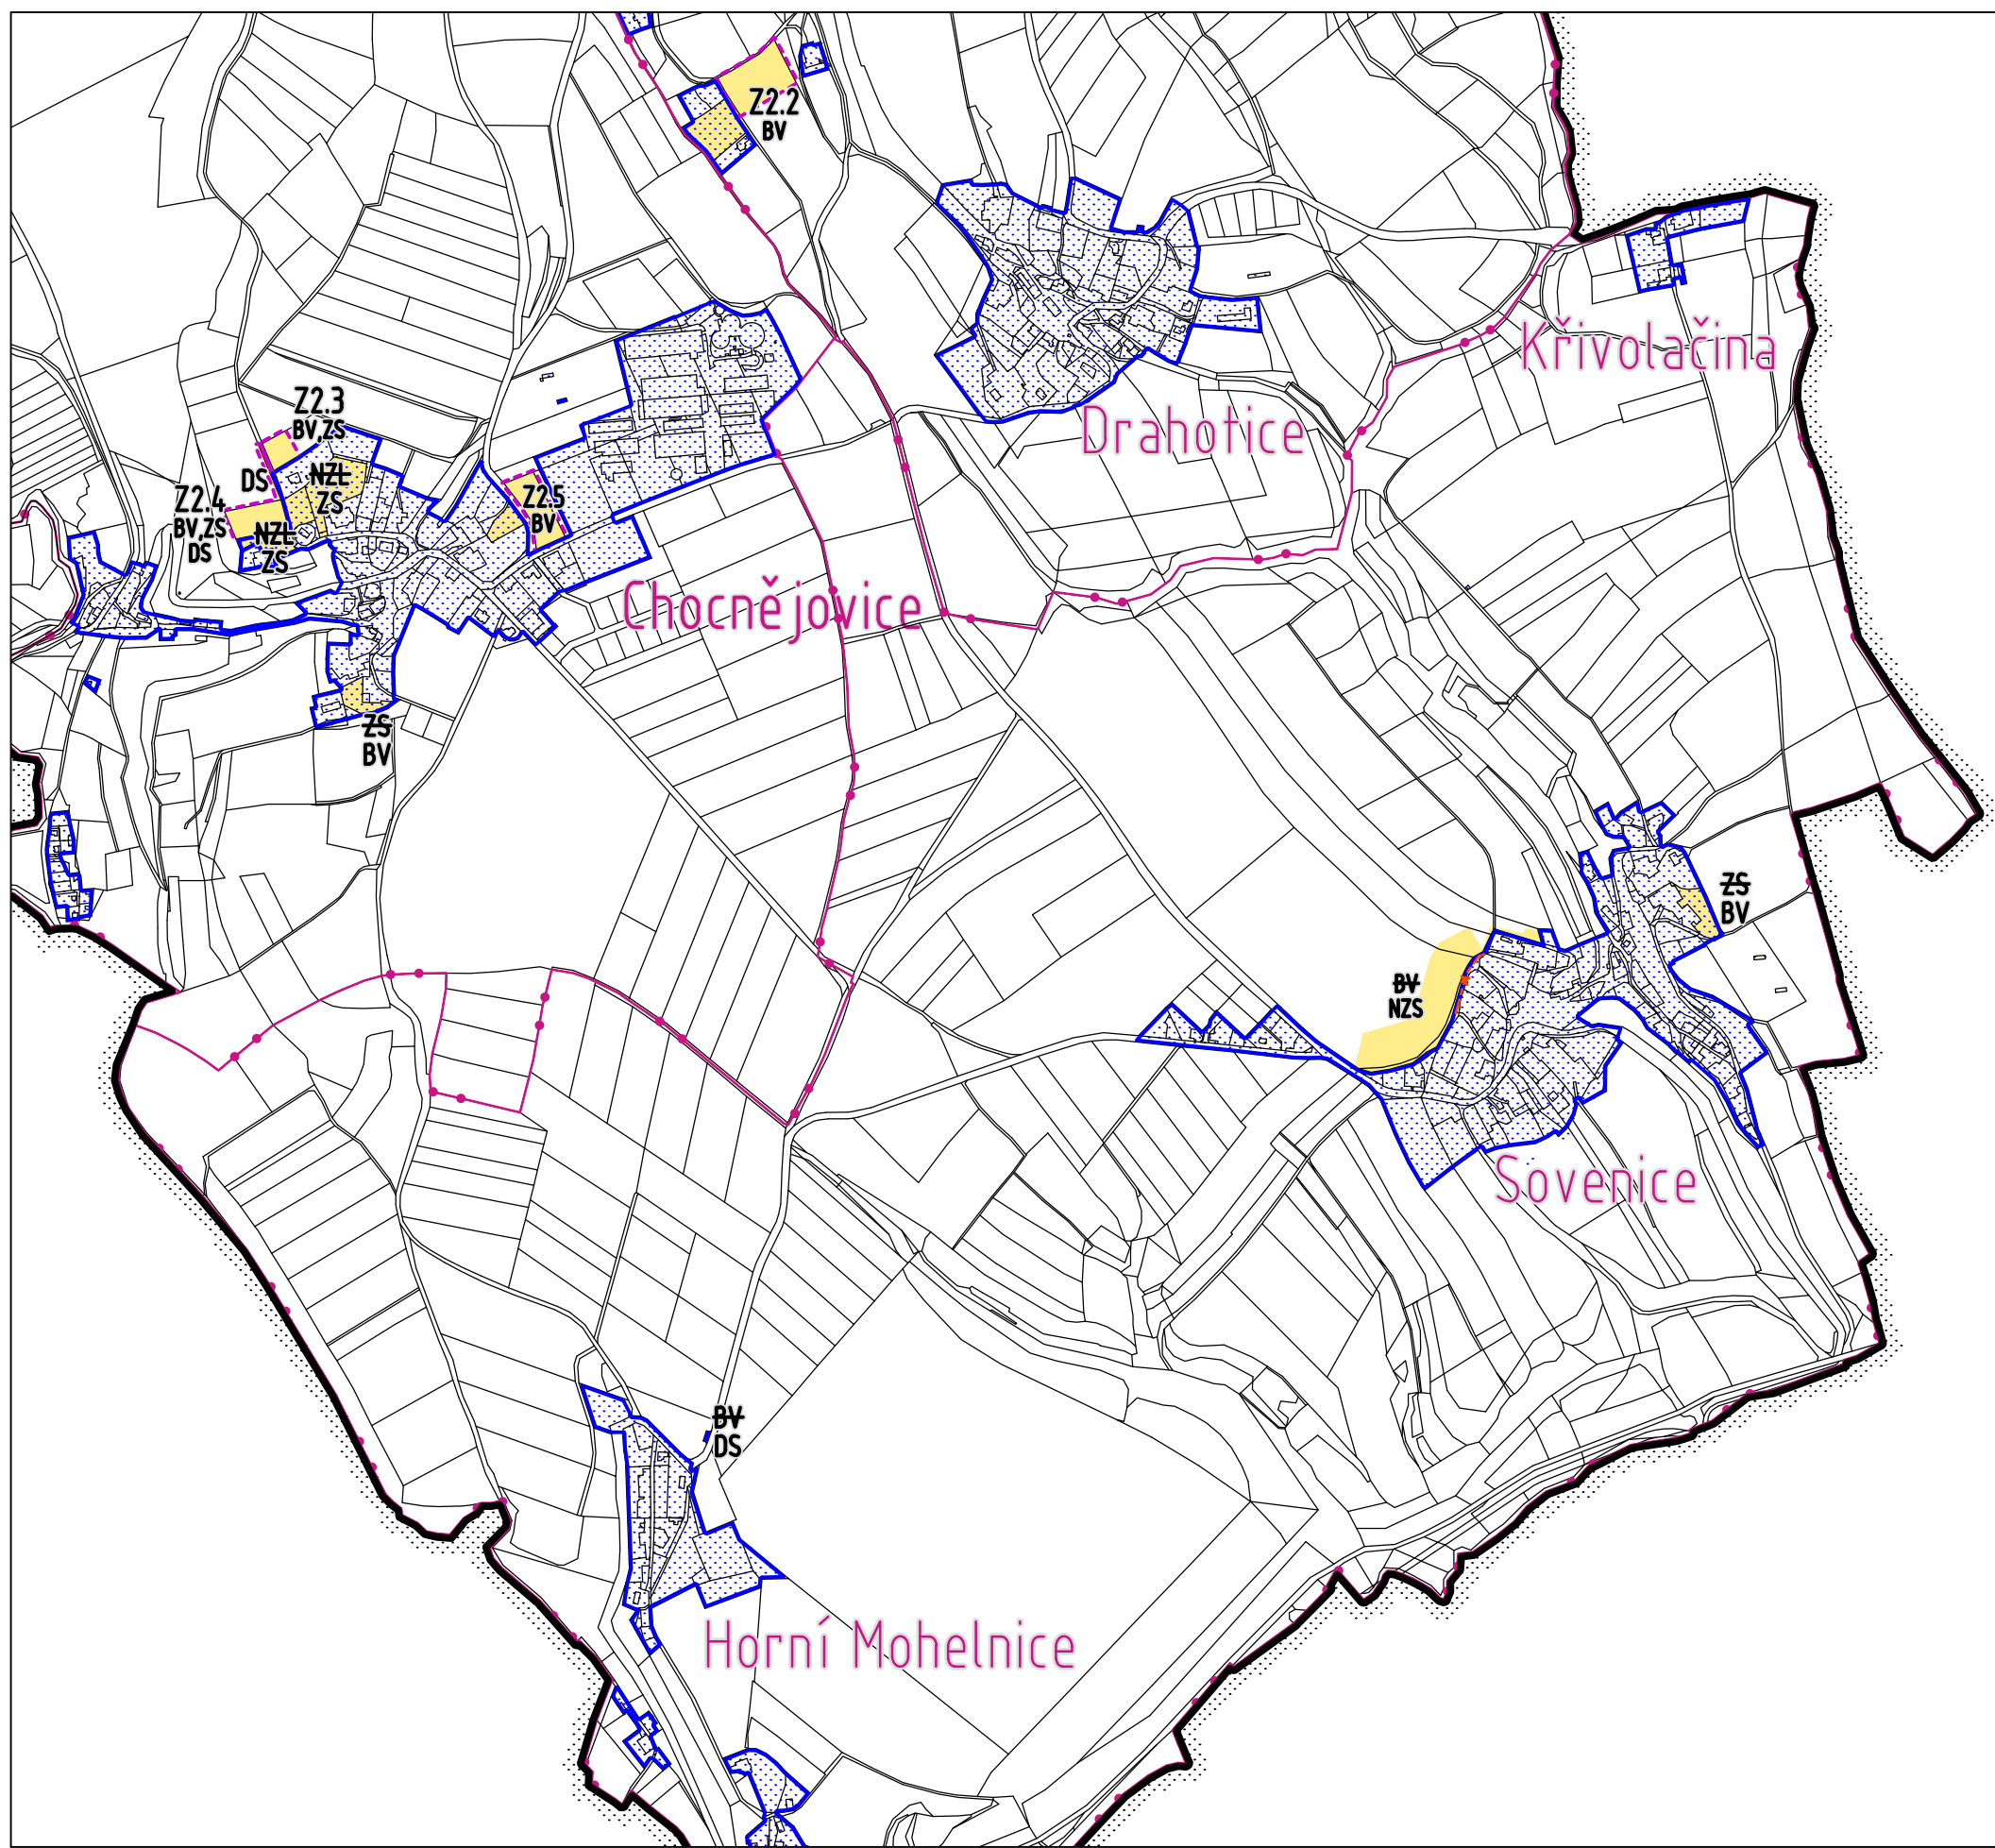 Z2.2
BV
Křivolačina
Z2.3
BV,ZS
Drahotice
DS
NZL
ZS
Z2.4
BV,ZS
DS
NZL
ZS
Z2.5
BV
Chocnějovice
ZS
BV
ZS
BV
BV
NZS
Sovenice
BV
DS
Horní Mohelnice